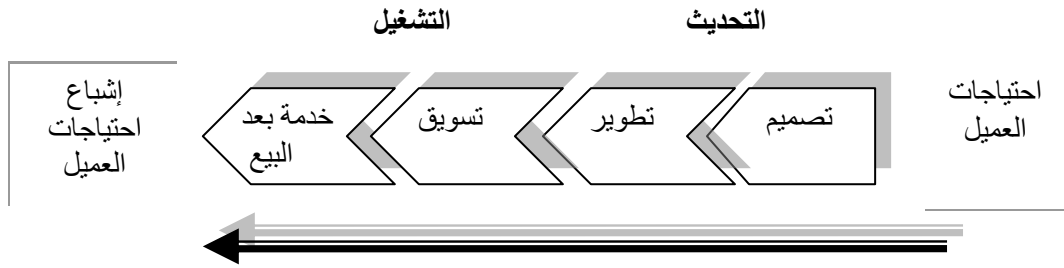 التحديث
التشغيل
احتياجات
العميل
تصميم
تطوير
تسويق
خدمة بعد
البيع
إشباع
احتياجات
العميل